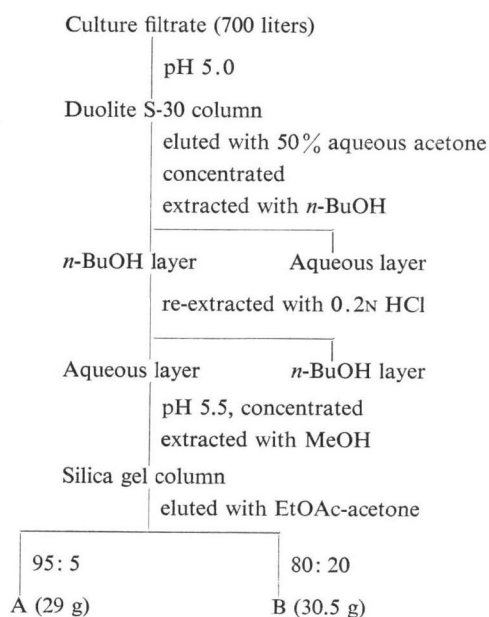 Culture filtrate (700 liters)
pH 5.0
Duolite S-30 column
eluted with 50% aqueous acetone
concentrated
extracted with n-BuOH
n-BuOH layer Aqueous layer
re-extracted with 0.2N HCl
Aqueous layer n-BuOH layer
pH 5.5, concentrated
extracted with MeOH
Silica gel column
eluted with EtOAc-acetone
95: 5 80: 20
A (29 g) B (30.5 g)